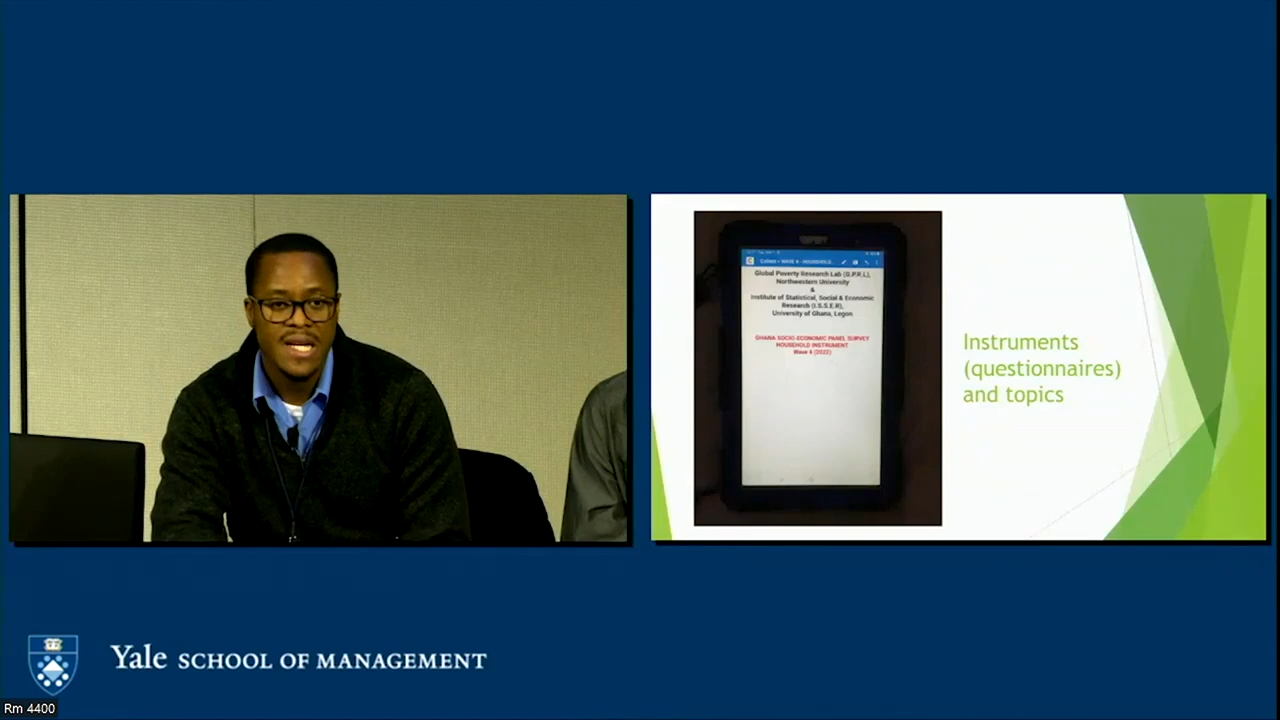 Global Poverty Research Lab (G.P.R.L),
Northwestern University
&
Institute of Statistical, Social & Economic
Research (I.S.S.E.R),
University of Ghana, Legon
GHANA SOCIO-ECONOMIC PANEL SURVEY
HOUSEHOLD INSTRUMENT
Wave 4 (2022)
Instruments
(questionnaires)
and topics
Yale SCHOOL OF MANAGEMENT
Rm 4400